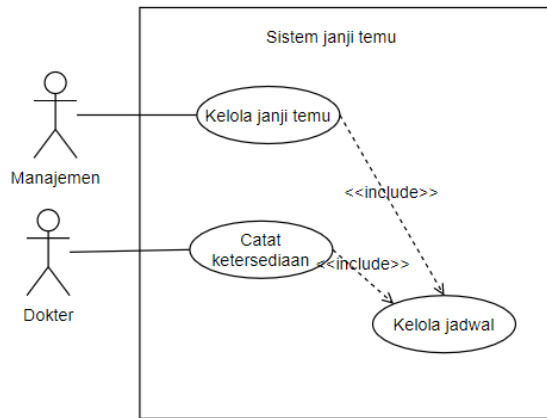 Sistem janji temu
Kelola janji temu
Manajemen
<<include>>
Catat
ketersediaan
<<include>>
Dokter
Kelola jadwal